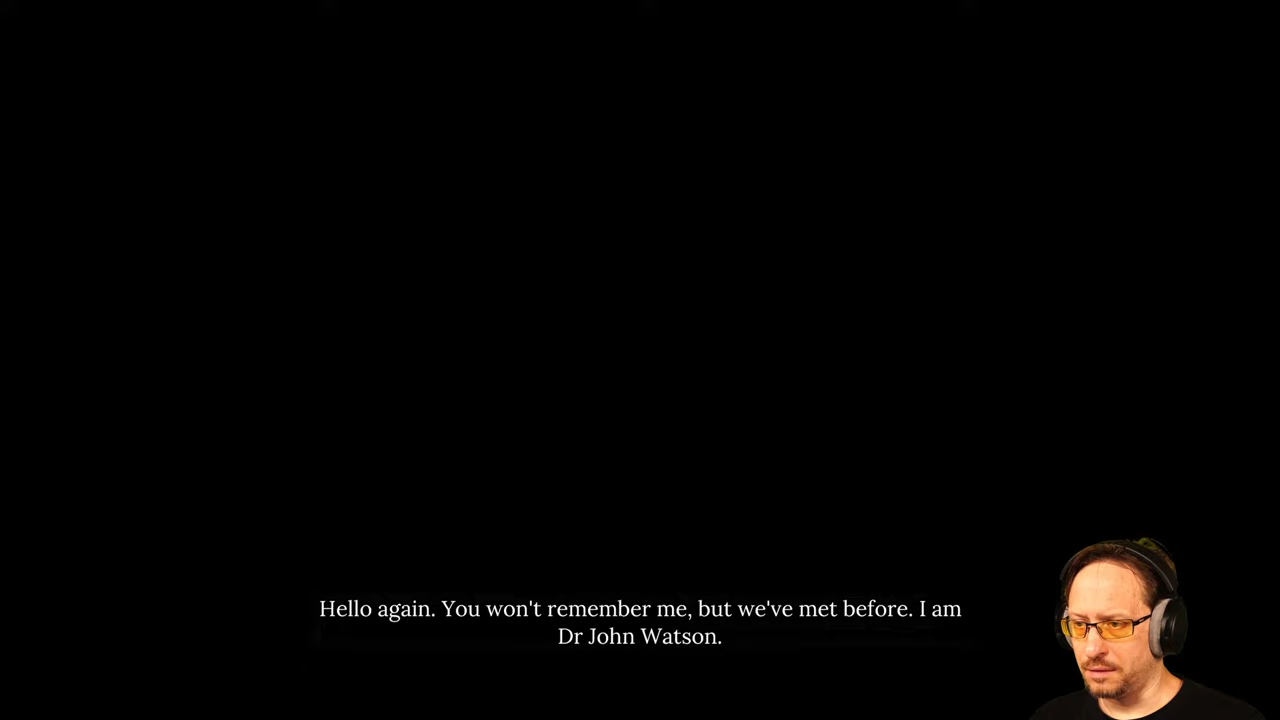 Hello again. You won't remember me, but we've met before. I am
Dr John Watson.